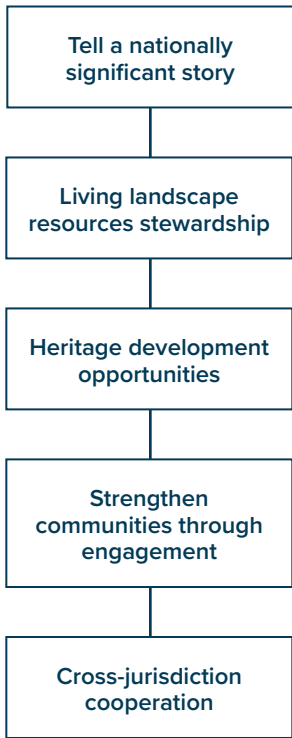 Tell a nationally
significant story
Living landscape
resources stewardship
Heritage development
opportunities
Strengthen
communities through
engagement
Cross-jurisdiction
cooperation